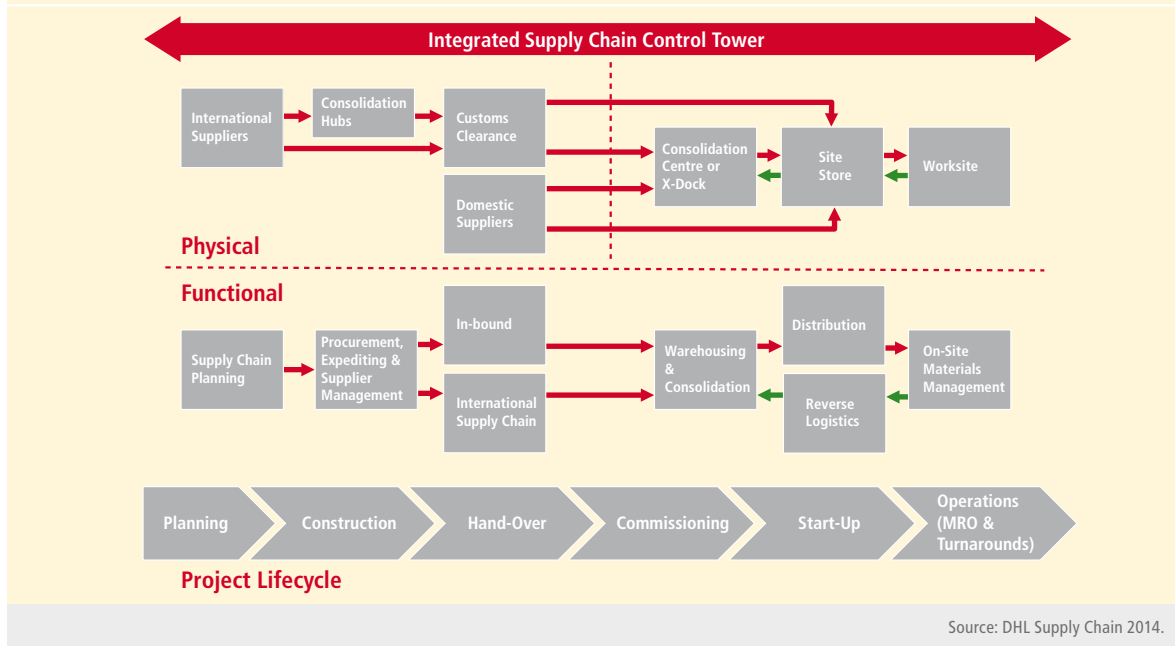 Integrated Supply Chain Control Tower
International
Suppliers
Consolidation
Hubs
Customs
Clearance
Domestic
Suppliers
Consolidation
Centre or
X-Dock
Site
Store
Worksite
Physical
Functional
Supply Chain
Planning
Procurement,
Expediting &
Supplier
Management
In-bound
International
Supply Chain
Warehousing
&
Consolidation
Distribution
Reverse
Logistics
On-Site
Materials
Management
Planning
Construction
Hand-Over
Commissioning
Start-Up
Operations
(MRO &
Turnarounds)
Project Lifecycle
Source: DHL Supply Chain 2014.